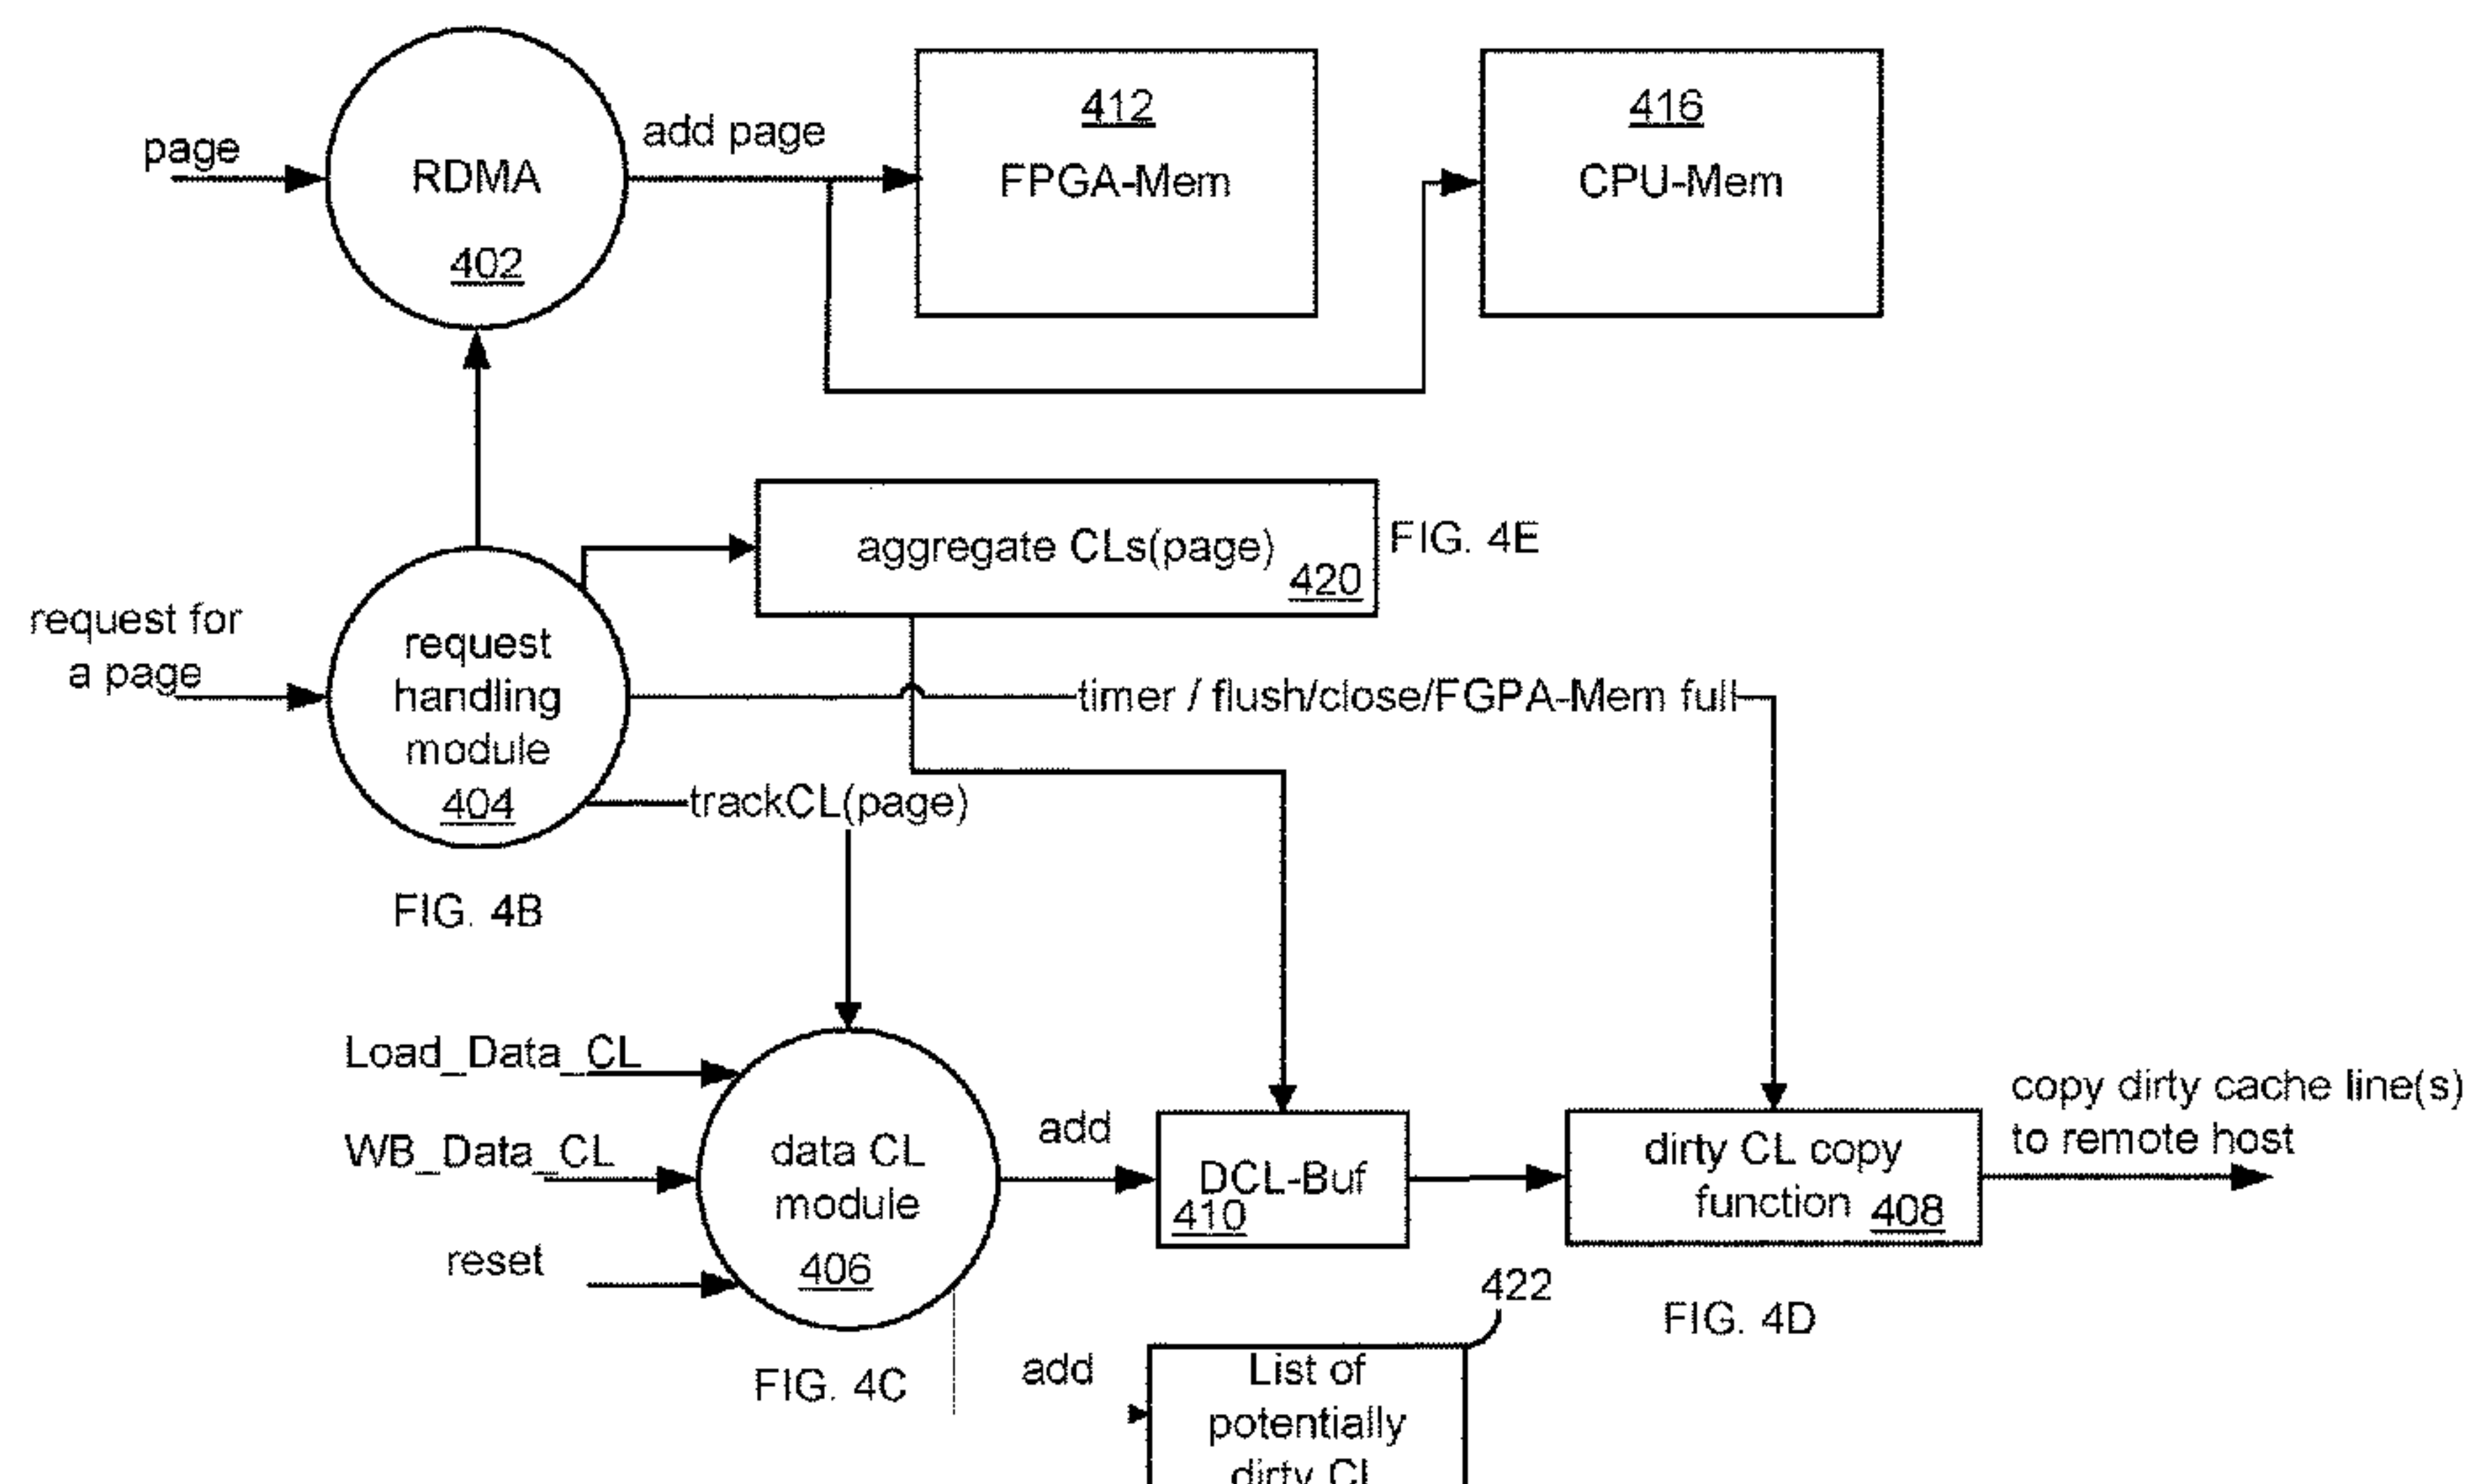 page
RDMA
402
add page
412
FPGA-Mem
416
CPU-Mem
aggregate CLs(page)
420
FIG. 4E
request for
a page
request
handling
module
404
timer / flush/close/FGPA-Mem full
trackCL(page)
FIG. 4B
Load_Data_CL
WB_Data_CL
reset
data CL
module
406
FIG. 4C
add
DCL-Buf
410
dirty CL copy
function 408
copy dirty cache line(s)
to remote host
FIG. 4D
422
add
List of
potentially
dirty CL